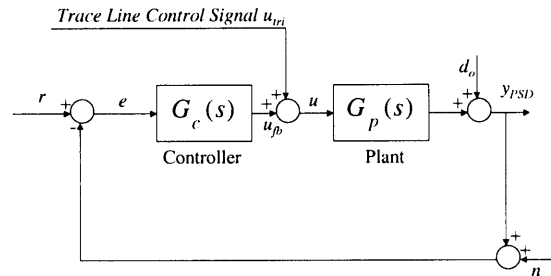 Trace Line Control Signal u_tri
d_o
y_PSD
r
+
-
e
G_c(s)
Controller
+
+
u_fb
u
G_p(s)
Plant
+
+
+
+
n